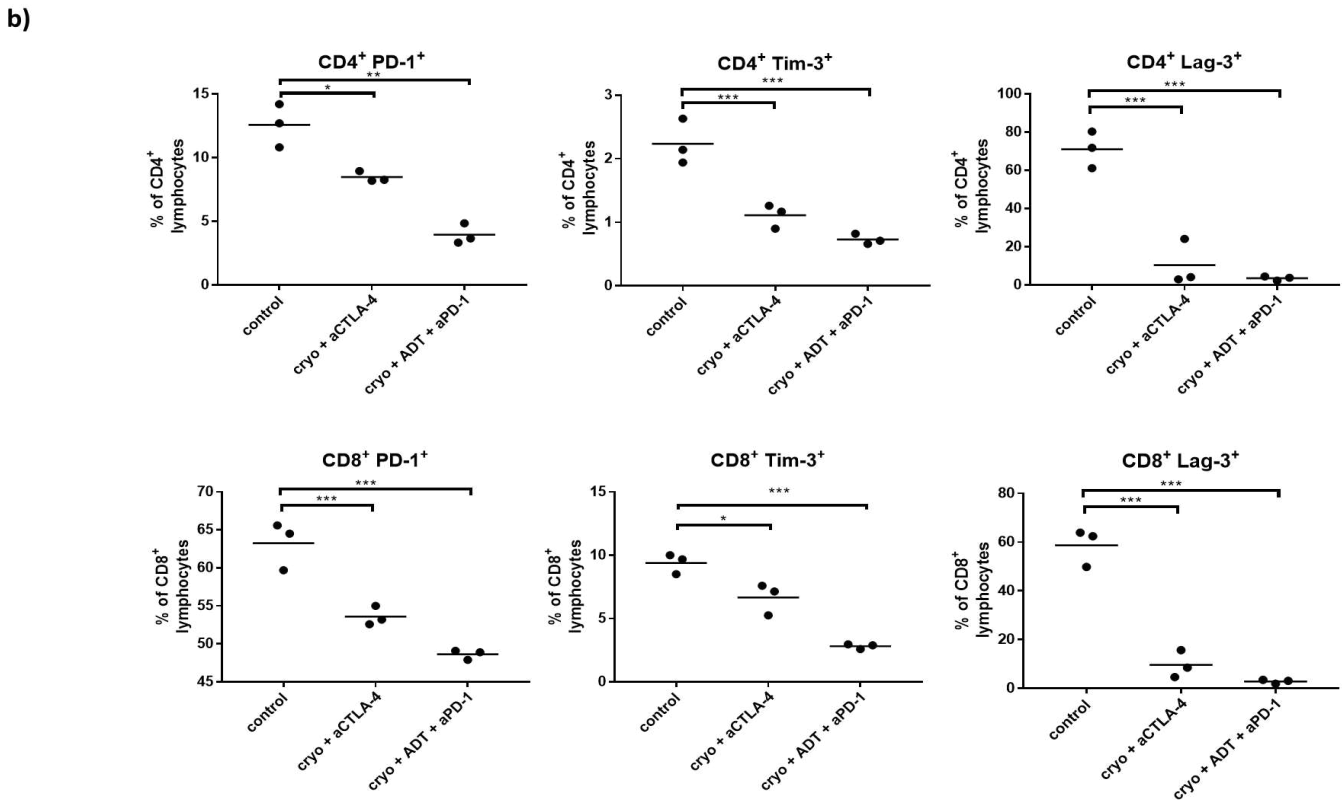 b)
CD4⁺ PD-1⁺
**
*
15
10
5
0
% of CD4⁺
lymphocytes
control
cryo + aCTLA-4
cryo + ADT + aPD-1
CD4⁺ Tim-3⁺
***
***
3
2
1
0
% of CD4⁺
lymphocytes
control
cryo + aCTLA-4
cryo + ADT + aPD-1
CD4⁺ Lag-3⁺
***
***
100
80
60
40
20
0
% of CD4⁺
lymphocytes
control
cryo + aCTLA-4
cryo + ADT + aPD-1
CD8⁺ PD-1⁺
***
***
70
65
60
55
50
45
% of CD8⁺
lymphocytes
control
cryo + aCTLA-4
cryo + ADT + aPD-1
CD8⁺ Tim-3⁺
***
*
15
10
5
0
% of CD8⁺
lymphocytes
control
cryo + aCTLA-4
cryo + ADT + aPD-1
CD8⁺ Lag-3⁺
***
***
80
60
40
20
0
% of CD8⁺
lymphocytes
control
cryo + aCTLA-4
cryo + ADT + aPD-1